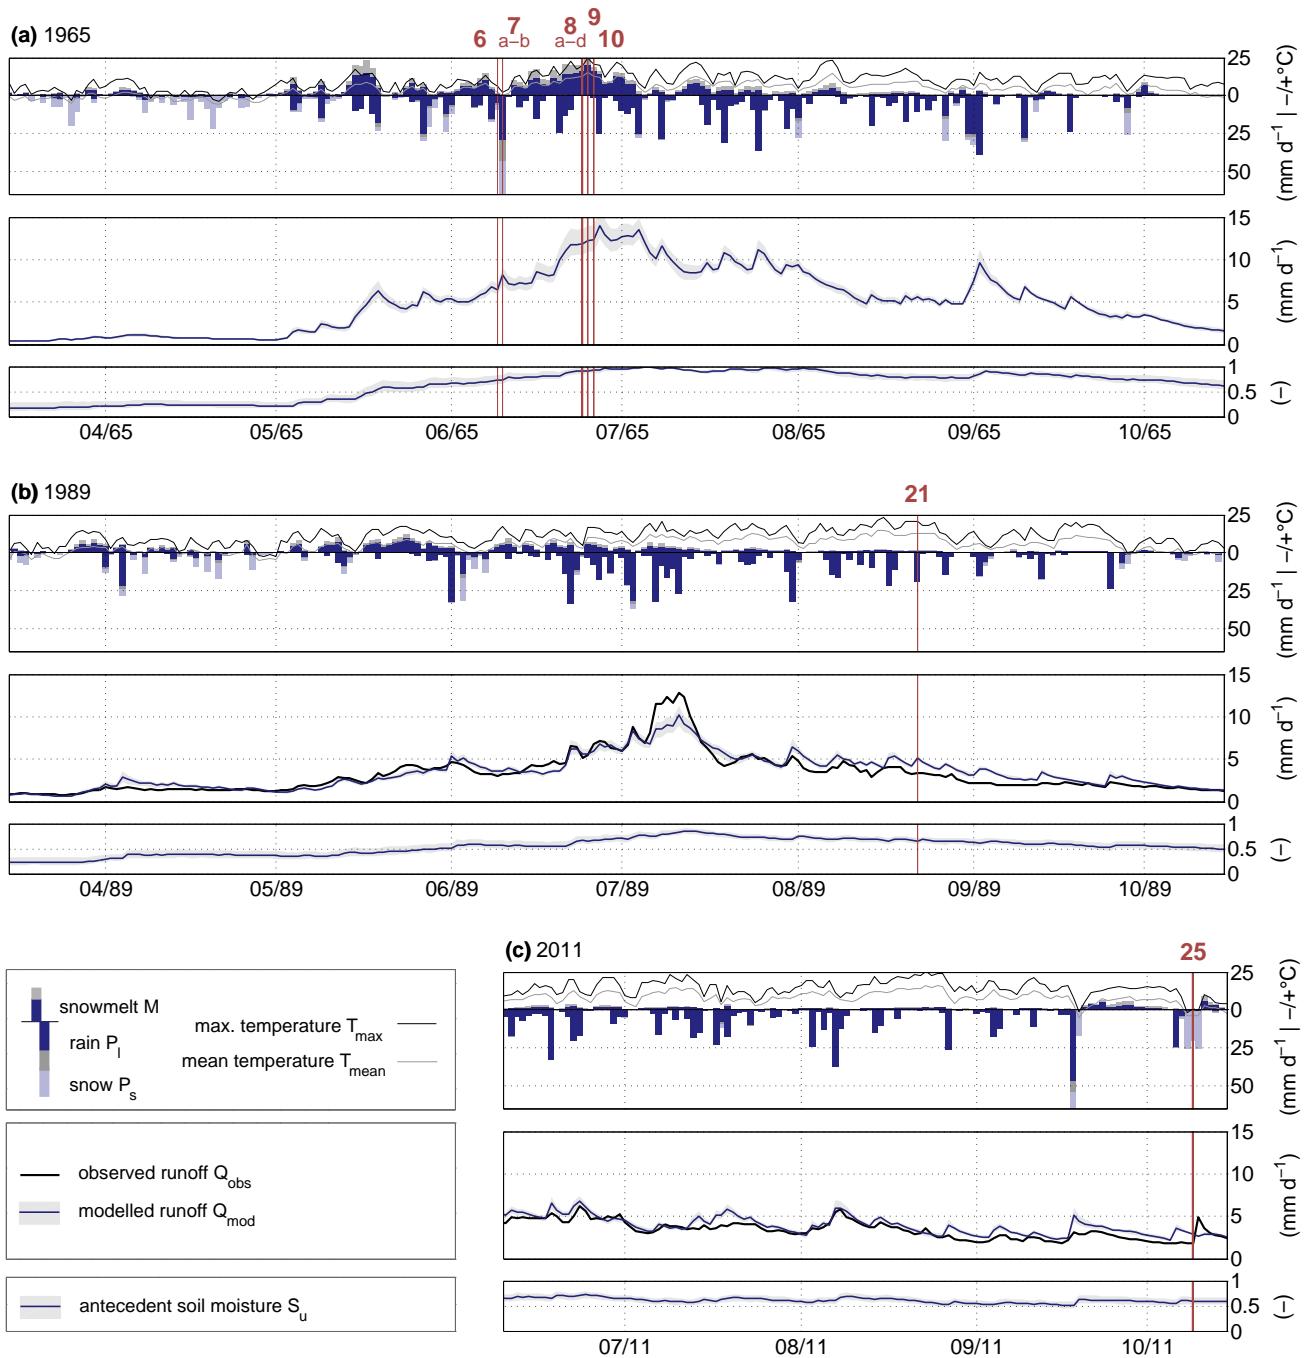 (a) 1965
6
7
a–b
8
a–d
9
10
25
0
25
50
(mm d⁻¹ | −/+°C)
15
10
5
0
(mm d⁻¹)
1
0.5
0
(−)
04/65 05/65 06/65 07/65 08/65 09/65 10/65
(b) 1989
21
25
0
25
50
(mm d⁻¹ | −/+°C)
15
10
5
0
(mm d⁻¹)
1
0.5
0
(−)
04/89 05/89 06/89 07/89 08/89 09/89 10/89
(c) 2011
25
25
0
25
50
(mm d⁻¹ | −/+°C)
15
10
5
0
(mm d⁻¹)
1
0.5
0
(−)
07/11 08/11 09/11 10/11
snowmelt M
rain P_l
snow P_s
max. temperature T_max
mean temperature T_mean
observed runoff Q_obs
modelled runoff Q_mod
antecedent soil moisture S_u